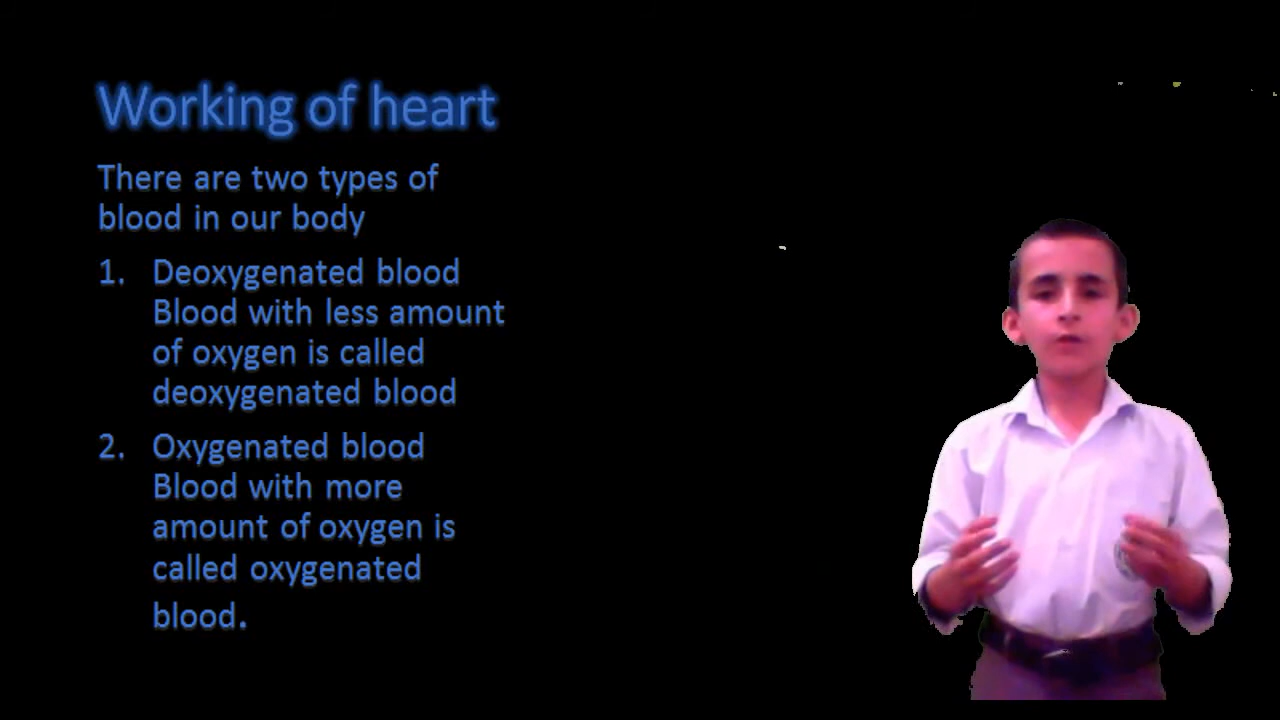 Working of heart
There are two types of
blood in our body
1. Deoxygenated blood
Blood with less amount
of oxygen is called
deoxygenated blood
2. Oxygenated blood
Blood with more
amount of oxygen is
called oxygenated
blood.